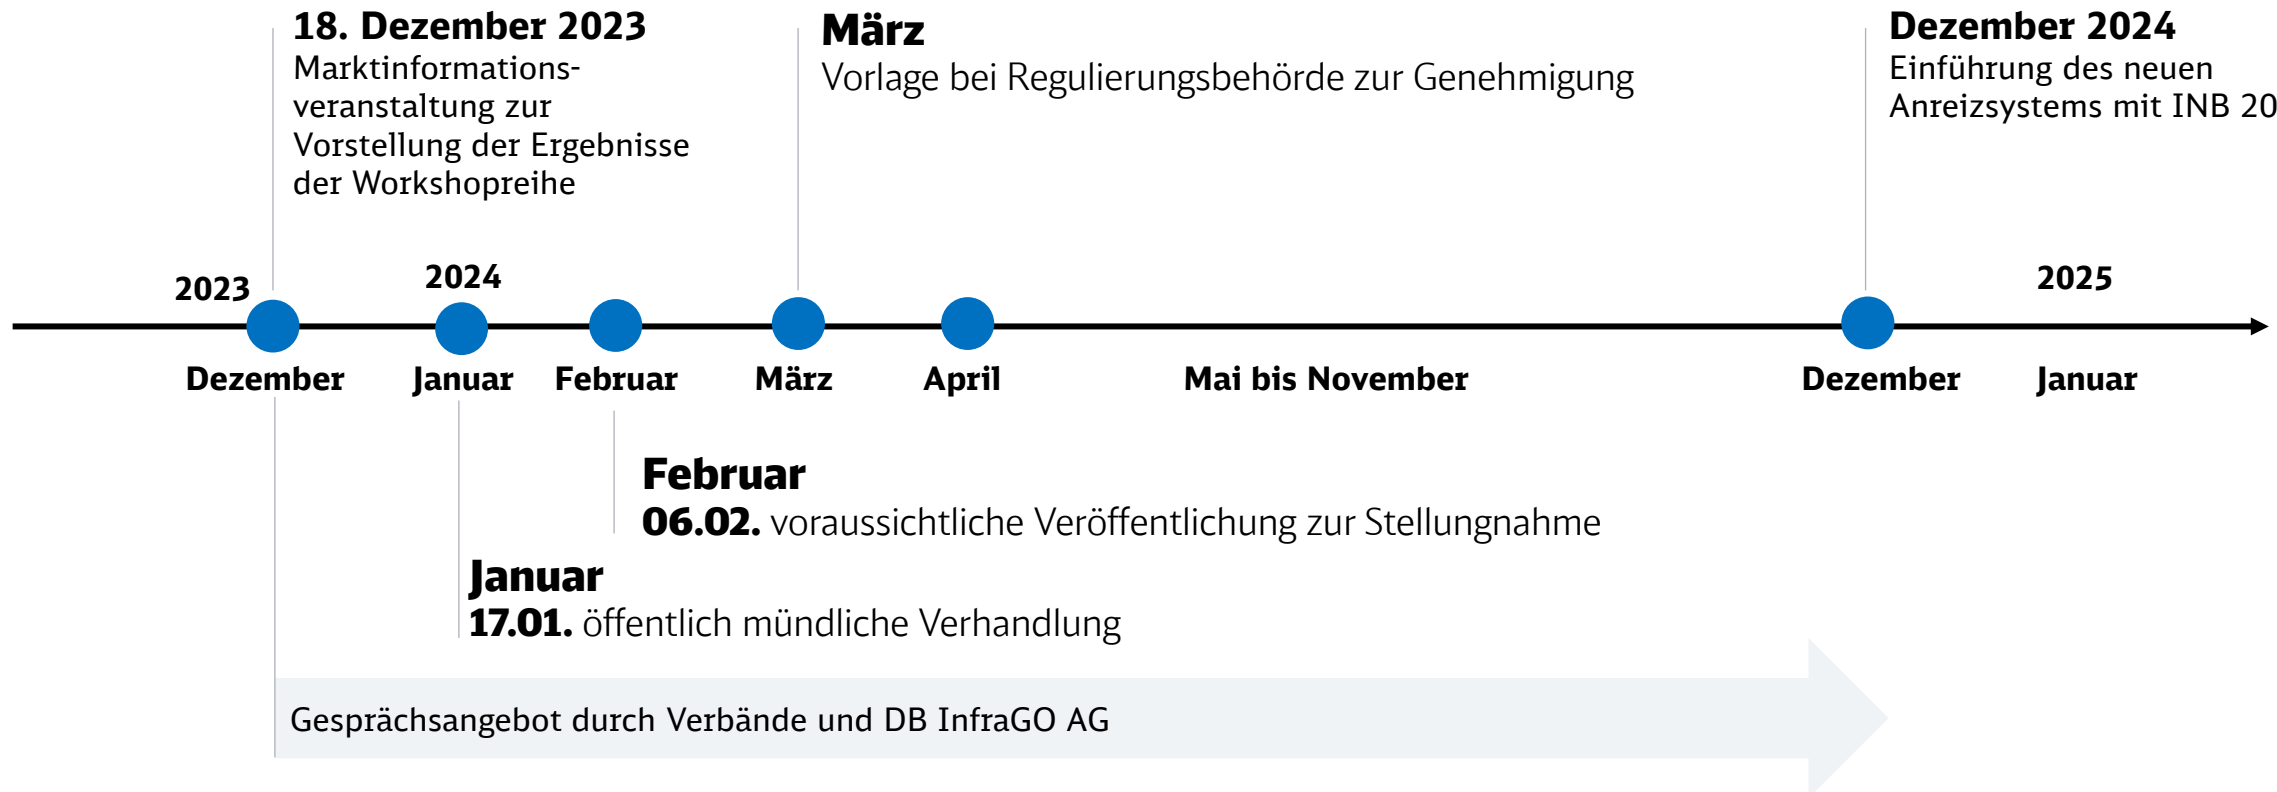 18. Dezember 2023
Marktinformations-
veranstaltung zur
Vorstellung der Ergebnisse
der Workshopreihe
März
Vorlage bei Regulierungsbehörde zur Genehmigung
Dezember 2024
Einführung des neuen
Anreizsystems mit INB 20
2023
2024
2025
Dezember
Januar
Februar
März
April
Mai bis November
Dezember
Januar
Februar
06.02. voraussichtliche Veröffentlichung zur Stellungnahme
Januar
17.01. öffentlich mündliche Verhandlung
Gesprächsangebot durch Verbände und DB InfraGO AG